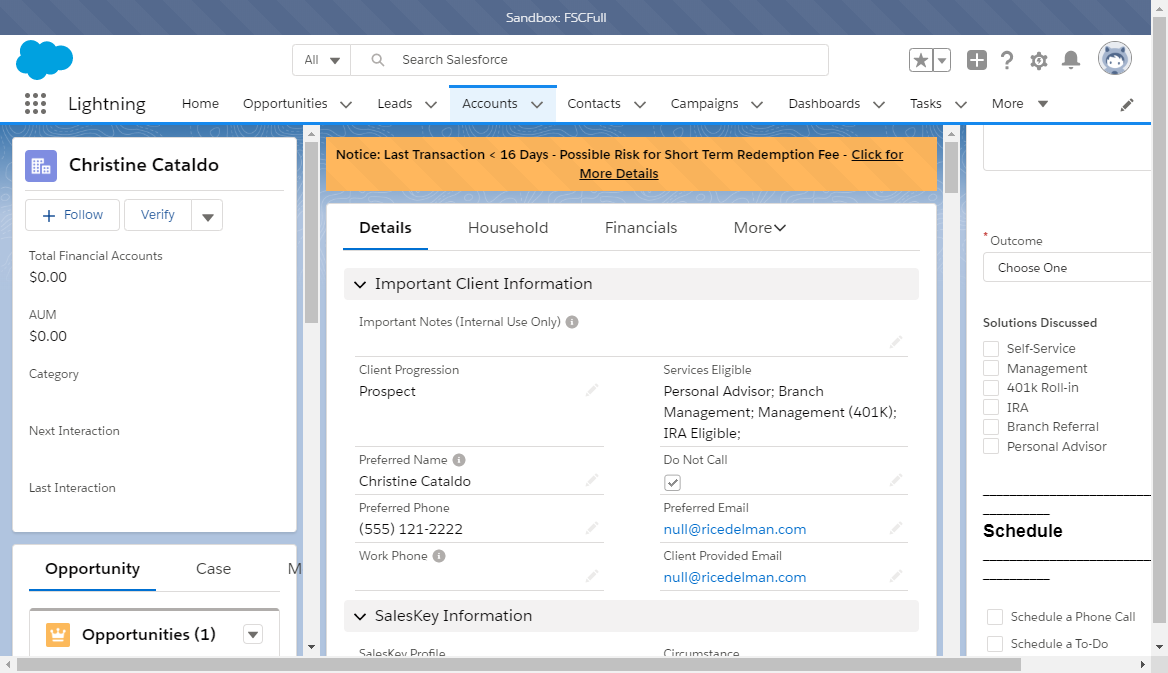 Sandbox: FSCFull
All
Search Salesforce
Lightning
Home
Opportunities
Leads
Accounts
Contacts
Campaigns
Dashboards
Tasks
More
Christine Cataldo
Follow
Verify
Total Financial Accounts
$0.00
AUM
$0.00
Category
Next Interaction
Last Interaction
Opportunity
Case
M
Opportunities (1)
Notice: Last Transaction < 16 Days - Possible Risk for Short Term Redemption Fee - Click for
More Details
Details
Household
Financials
More
Important Client Information
Important Notes (Internal Use Only)
Client Progression
Prospect
Services Eligible
Personal Advisor; Branch
Management; Management (401K);
IRA Eligible;
Preferred Name
Christine Cataldo
Do Not Call
Preferred Phone
(555) 121-2222
Preferred Email
null@ricedelman.com
Work Phone
Client Provided Email
null@ricedelman.com
SalesKey Information
SalesKey Profile
Circumstance
* Outcome
Choose One
Solutions Discussed
Self-Service
Management
401k Roll-in
IRA
Branch Referral
Personal Advisor
Schedule
Schedule a Phone Call
Schedule a To-Do